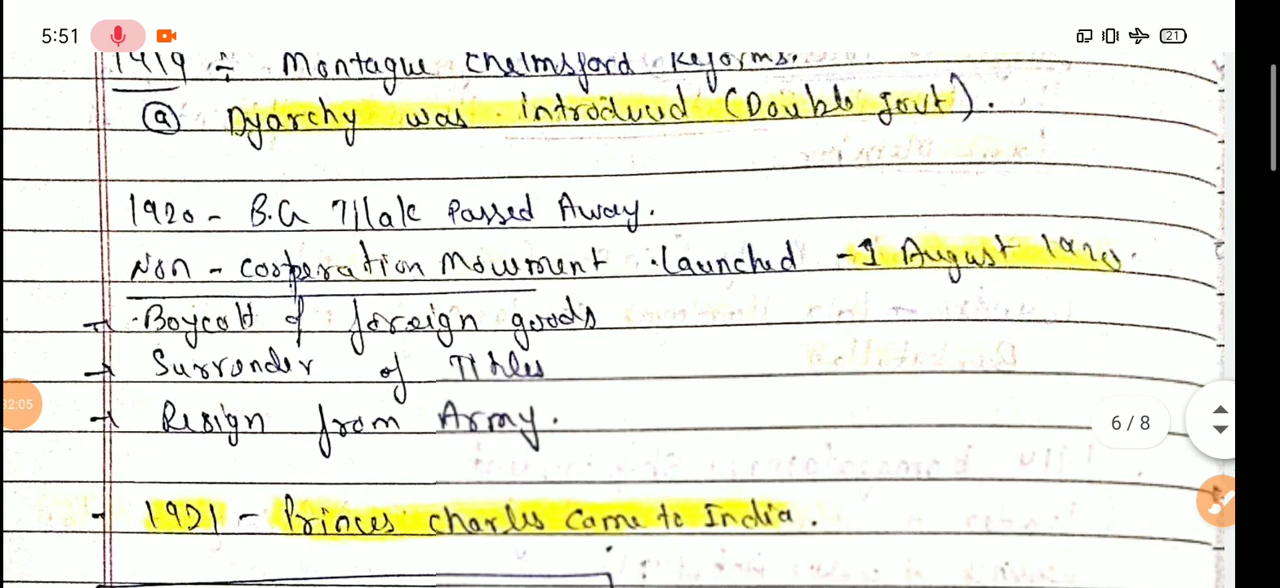 5:51
21
1919 ÷ Montague Chelmsford Reforms.
(a) Dyarchy was introduced (Double govt).
1920 - B.G Tilak Passed Away.
Non - cooperation Movement launched - 1 August 1920.
→ Boycott of foreign goods
→ Surrender of Titles
→ Resign from Army.
32:05
6 / 8
- 1921 - Princes charles came to India.